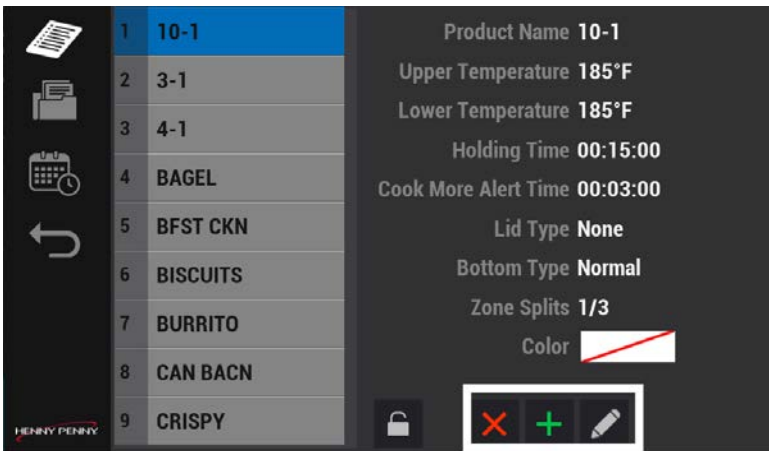 1 10-1
2 3-1
3 4-1
4 BAGEL
5 BFST CKN
6 BISCUITS
7 BURRITO
8 CAN BACN
9 CRISPY
Product Name 10-1
Upper Temperature 185°F
Lower Temperature 185°F
Holding Time 00:15:00
Cook More Alert Time 00:03:00
Lid Type None
Bottom Type Normal
Zone Splits 1/3
Color
HENNY PENNY